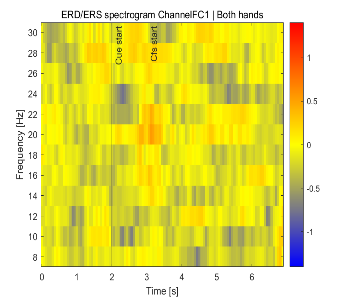 ERD/ERS spectrogram ChannelFC1 | Both hands
Frequency [Hz]
30
28
26
24
22
20
18
16
14
12
10
8
Cue start
Cfs start
1
0.5
0
-0.5
-1
0 1 2 3 4 5 6
Time [s]